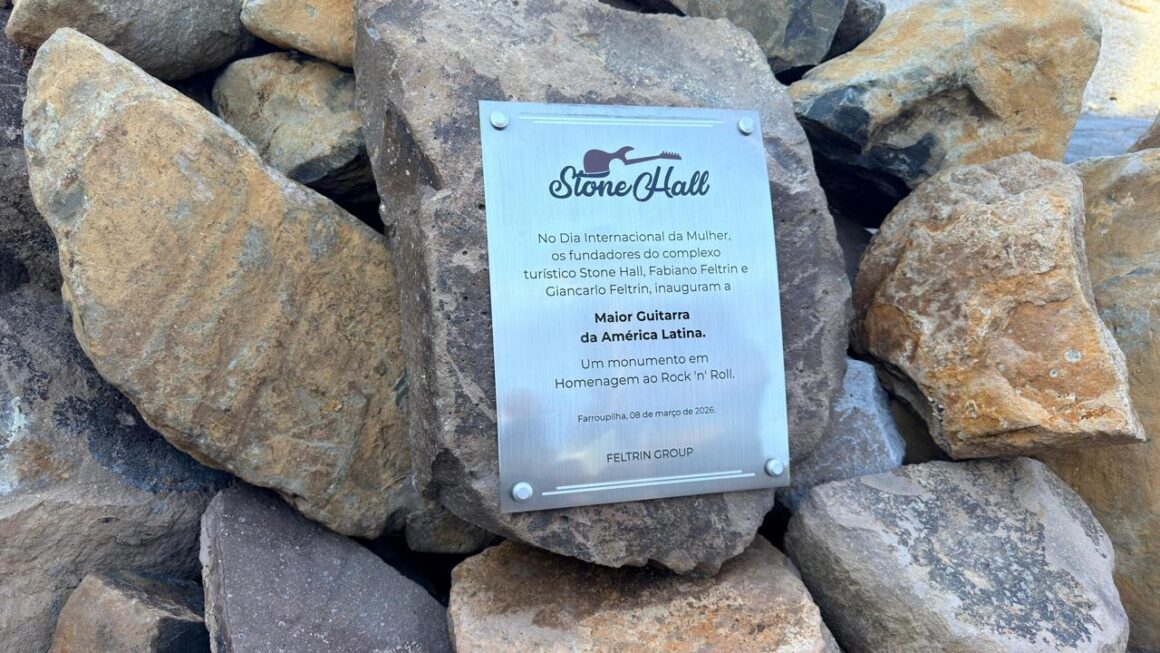 Stone Hall
No Dia Internacional da Mulher,
os fundadores do complexo
turístico Stone Hall, Fabiano Feltrin e
Giancarlo Feltrin, inauguram a
Maior Guitarra
da América Latina.
Um monumento em
Homenagem ao Rock 'n' Roll.
Farroupilha, 08 de março de 2026.
FELTRIN GROUP